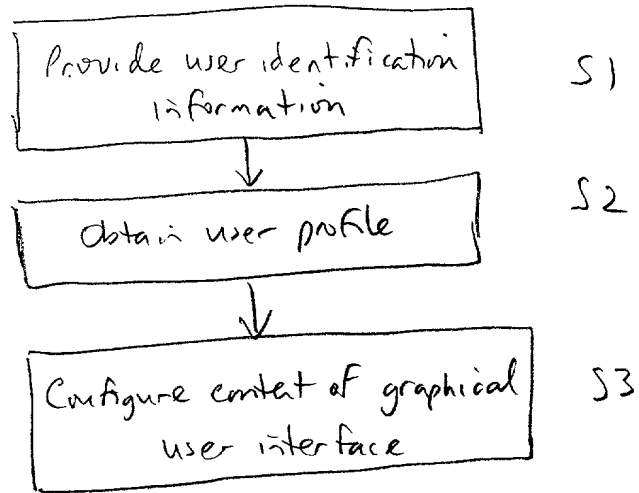 Provide user identification
information
S1
Obtain user profile
S2
Configure content of graphical
user interface
S3